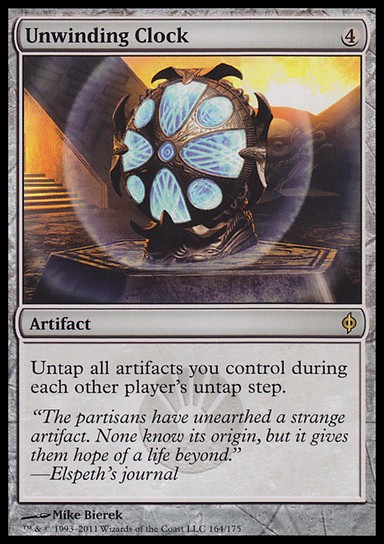 Unwinding Clock 4
Artifact
Untap all artifacts you control during
each other player's untap step.
“The partisans have unearthed a strange
artifact. None know its origin, but it gives
them hope of a life beyond.”
—Elspeth's journal
Mike Bierek
™ & © 1993–2011 Wizards of the Coast LLC 164/175